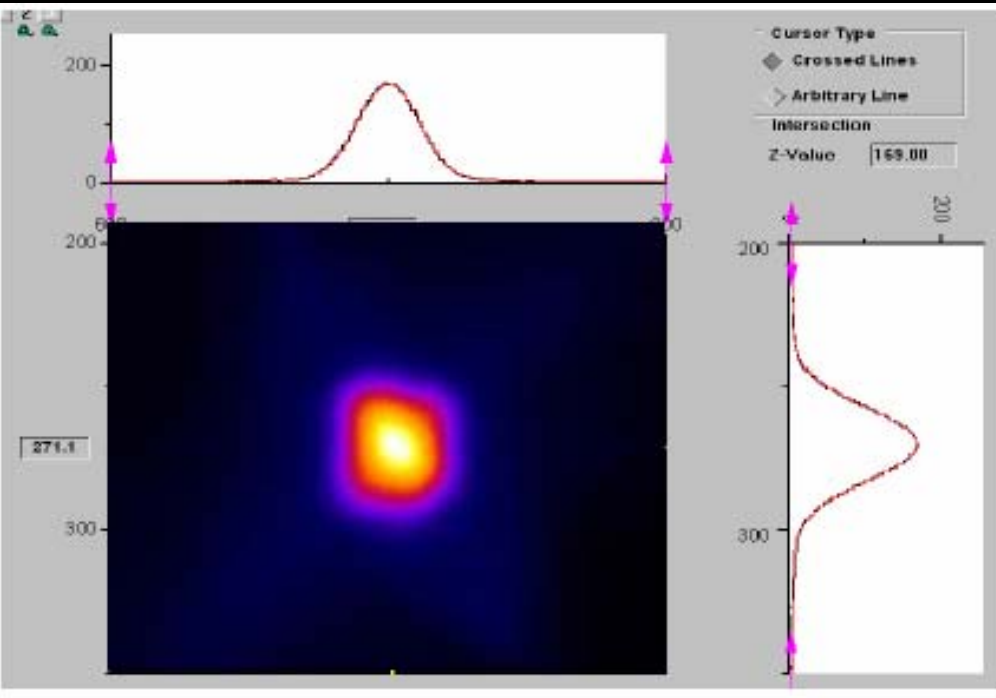 Z
Cursor Type
Crossed Lines
Arbitrary Line
Intersection
Z-Value 169.00
200
0
200
271.1
300
200
200
300